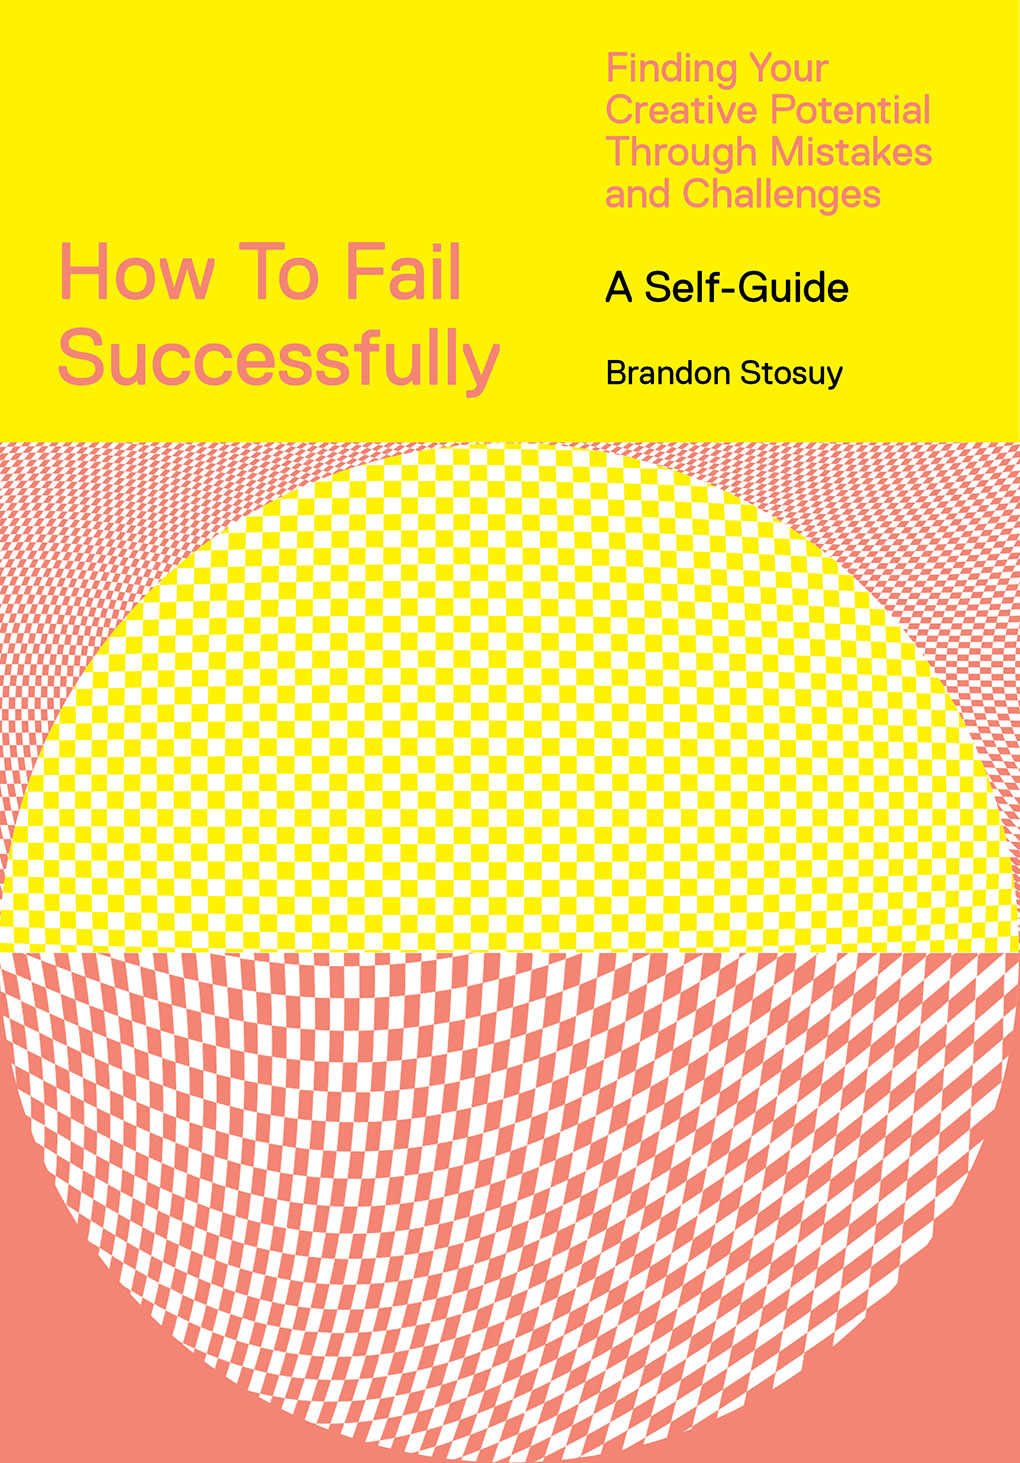 Finding Your
Creative Potential
Through Mistakes
and Challenges
How To Fail
Successfully
A Self-Guide
Brandon Stosuy